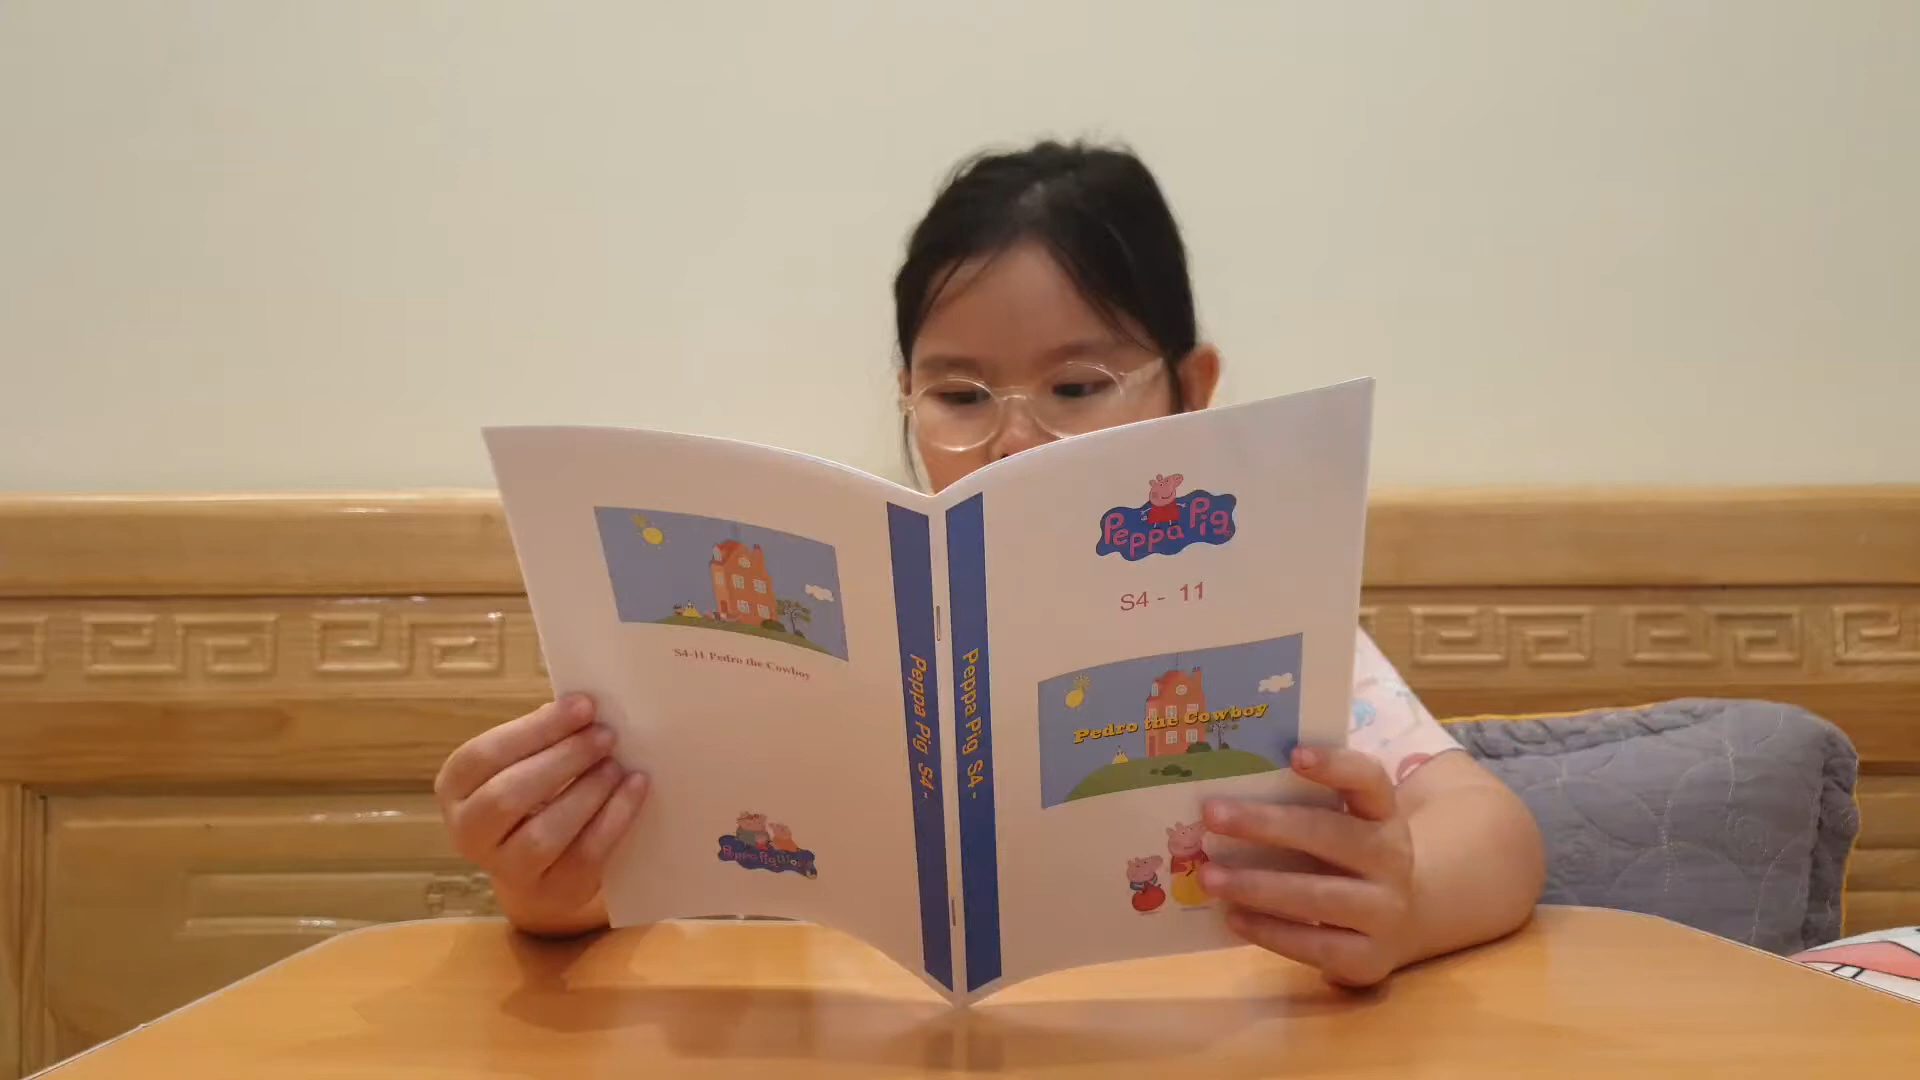 S4-11 Pedro the Cowboy
Peppa Pig S4 -
Peppa Pig S4 -
Peppa Pig
S4 - 11
Pedro the Cowboy